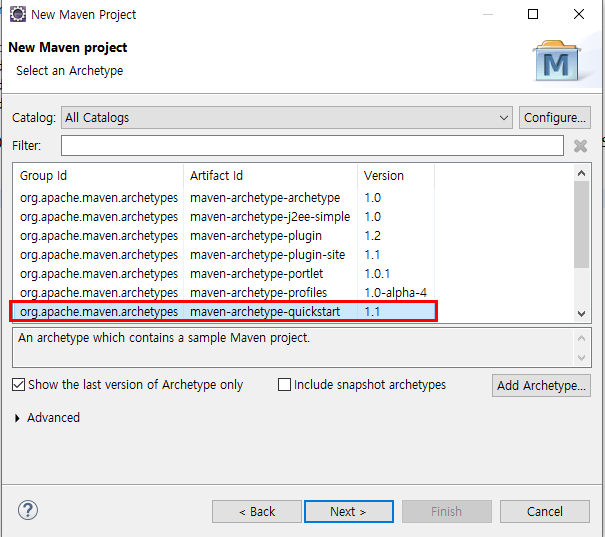 New Maven Project
New Maven project
Select an Archetype
M
Catalog: All Catalogs Configure...
Filter:
Group Id Artifact Id Version
org.apache.maven.archetypes maven-archetype-archetype 1.0
org.apache.maven.archetypes maven-archetype-j2ee-simple 1.0
org.apache.maven.archetypes maven-archetype-plugin 1.2
org.apache.maven.archetypes maven-archetype-plugin-site 1.1
org.apache.maven.archetypes maven-archetype-portlet 1.0.1
org.apache.maven.archetypes maven-archetype-profiles 1.0-alpha-4
org.apache.maven.archetypes maven-archetype-quickstart 1.1
An archetype which contains a sample Maven project.
Show the last version of Archetype only Include snapshot archetypes Add Archetype...
Advanced
? < Back Next > Finish Cancel